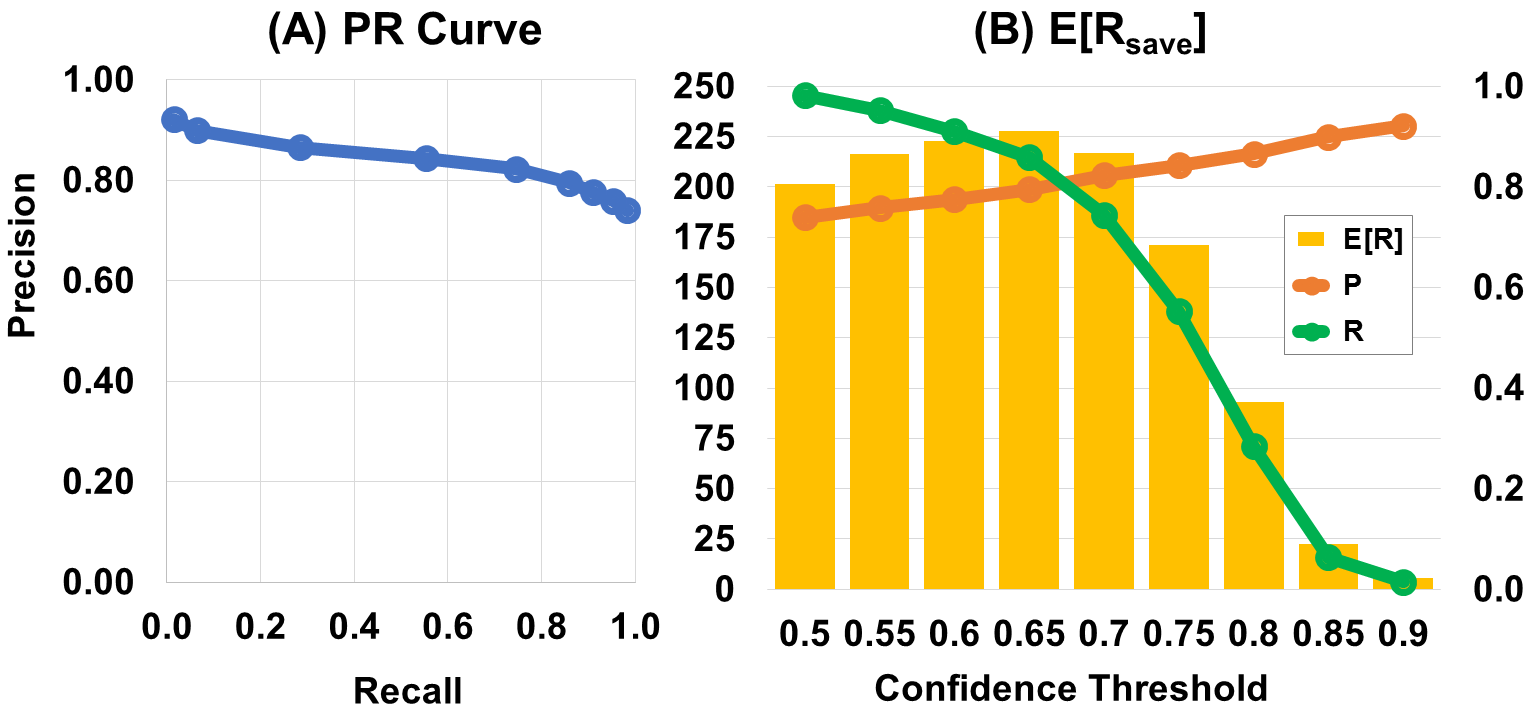 (A) PR Curve
1.00
0.80
0.60
0.40
0.20
0.00
Precision
0.0 0.2 0.4 0.6 0.8 1.0
Recall
(B) E[Rsave]
250
225
200
175
150
125
100
75
50
25
0
1.0
0.8
0.6
0.4
0.2
0.0
E[R]
P
R
0.5 0.55 0.6 0.65 0.7 0.75 0.8 0.85 0.9
Confidence Threshold